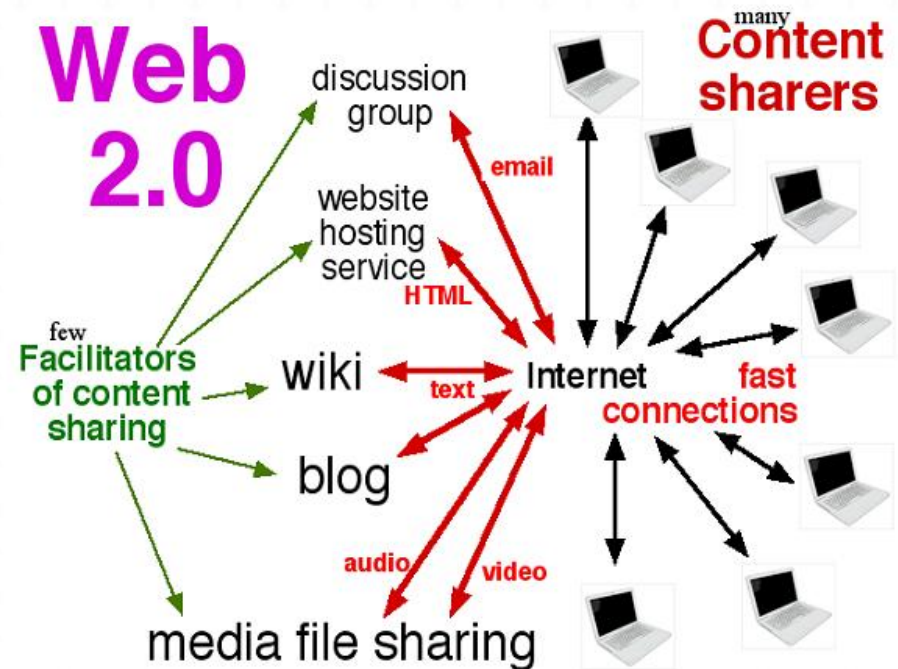 Web
2.0
discussion
group
website
hosting
service
wiki
blog
media file sharing
few
Facilitators
of content
sharing
email
HTML
text
audio
video
Internet
fast
connections
many
Content
sharers